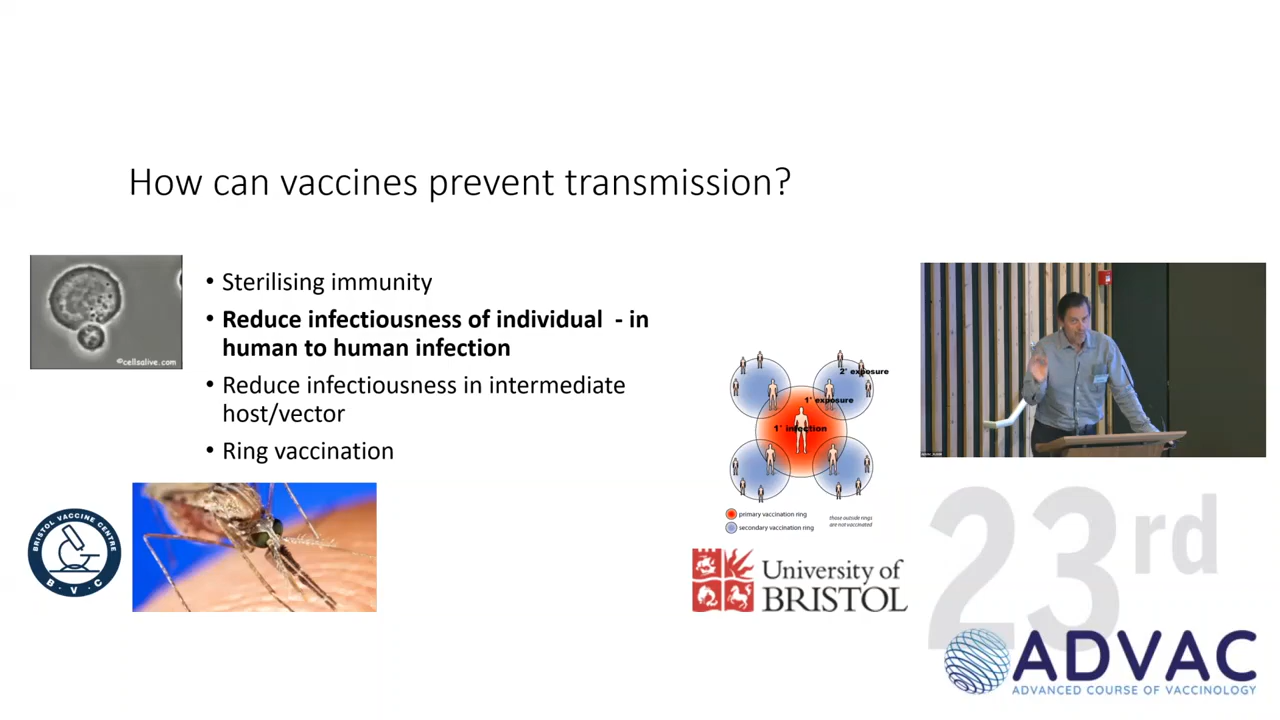 How can vaccines prevent transmission?
• Sterilising immunity
• Reduce infectiousness of individual - in
human to human infection
• Reduce infectiousness in intermediate
host/vector
• Ring vaccination
©cellsalive.com
2° exposure
1° exposure
1° infection
primary vaccination ring
secondary vaccination ring
those outside rings
are not vaccinated
BRISTOL VACCINE CENTRE
B · V · C
University of
BRISTOL
23rd
ADVAC
ADVANCED COURSE OF VACCINOLOGY